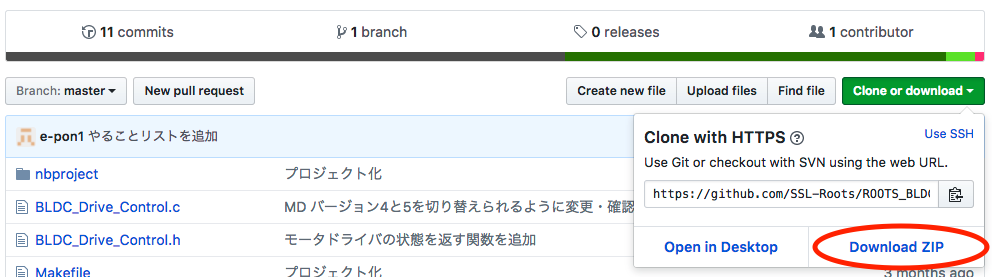 11 commits 1 branch 0 releases 1 contributor
Branch: master New pull request Create new file Upload files Find file Clone or download
e-pon1 やることリストを追加
nbproject プロジェクト化
BLDC_Drive_Control.c MD バージョン4と5を切り替えられるように変更・確認
BLDC_Drive_Control.h モータドライバの状態を返す関数を追加
Makefile プロジェクト化
Clone with HTTPS Use SSH
Use Git or checkout with SVN using the web URL.
https://github.com/SSL-Roots/ROOTS_BLDC
Open in Desktop Download ZIP
3 months ago